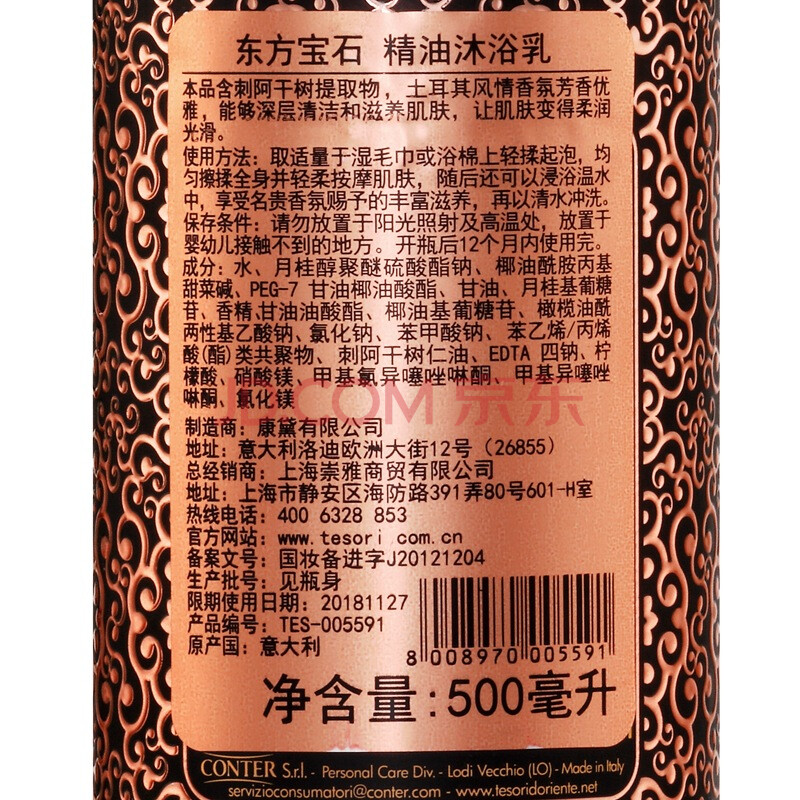 东方宝石 精油沐浴乳
本品含刺阿干树提取物，土耳其风情香氛芳香优
雅，能够深层清洁和滋养肌肤，让肌肤变得柔润
光滑。
使用方法：取适量于湿毛巾或浴棉上轻揉起泡，均
匀擦揉全身并轻柔按摩肌肤，随后还可以浸浴温水
中，享受名贵香氛赐予的丰富滋养，再以清水冲洗。
保存条件：请勿放置于阳光照射及高温处，放置于
婴幼儿接触不到的地方。开瓶后12个月内使用完。
成分：水、月桂醇聚醚硫酸酯钠、椰油酰胺丙基
甜菜碱、PEG-7 甘油椰油酸酯、甘油、月桂基葡糖
苷、香精、甘油油酸酯、椰油基葡糖苷、橄榄油酰
两性基乙酸钠、氯化钠、苯甲酸钠、苯乙烯/丙烯
酸(酯)类共聚物、刺阿干树仁油、EDTA 四钠、柠
檬酸、硝酸镁、甲基氯异噻唑啉酮、甲基异噻唑
啉酮、氯化镁
JD.COM 京东
制造商：康黛有限公司
地址：意大利洛迪欧洲大街12号（26855）
总经销商：上海崇雅商贸有限公司
地址：上海市静安区海防路391弄80号601-H室
热线电话：400 6328 853
官方网站：www.tesori.com.cn
备案文号：国妆备进字J20121204
生产批号：见瓶身
限期使用日期：20181127
产品编号：TES-005591
原产国：意大利
8 008970 005591
净含量：500毫升
CONTER S.r.l. - Personal Care Div. - Lodi Vecchio (LO) - Made in Italy
servizioconsumatori@conter.com - www.tesoridoriente.net